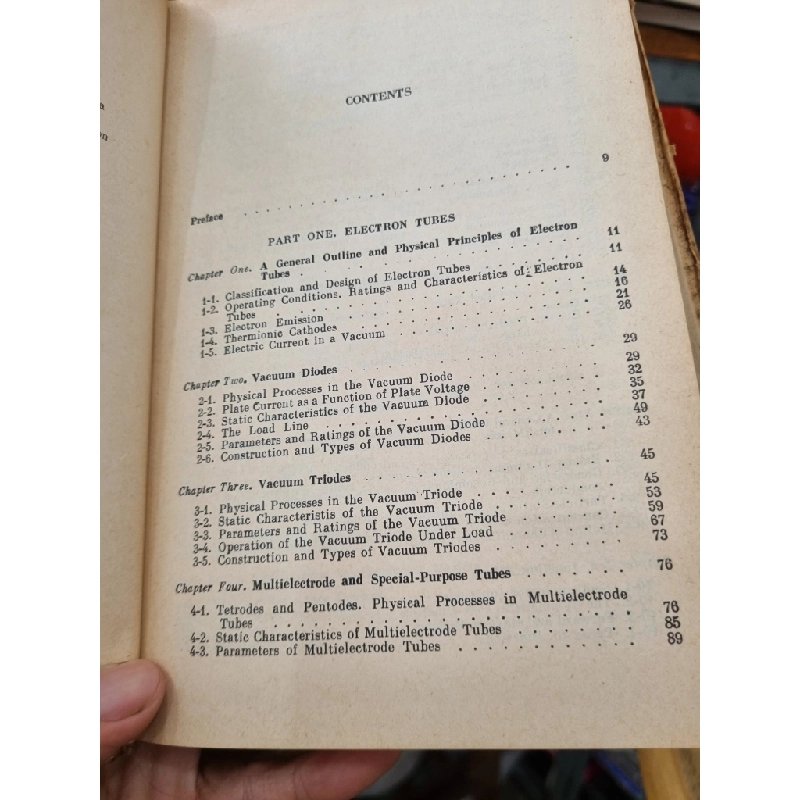 CONTENTS
Preface . . . . . . . . . . . . . . . . . . . . 9
PART ONE. ELECTRON TUBES
Chapter One. A General Outline and Physical Principles of Electron
Tubes . . . . . . . . . . . . . . . . 11
1-1. Classification and Design of Electron Tubes . . . . . . 11
1-2. Operating Conditions, Ratings and Characteristics of Electron
Tubes . . . . . . . . . . . . . . . . 14
1-3. Electron Emission . . . . . . . . . . . . . . . . 16
1-4. Thermionic Cathodes . . . . . . . . . . . . . . . . 21
1-5. Electric Current in a Vacuum . . . . . . . . . . . . 26
Chapter Two. Vacuum Diodes . . . . . . . . . . . . . . . . 29
2-1. Physical Processes in the Vacuum Diode . . . . . . . . 29
2-2. Plate Current as a Function of Plate Voltage . . . . . . 32
2-3. Static Characteristics of the Vacuum Diode . . . . . . 35
2-4. The Load Line . . . . . . . . . . . . . . . . 37
2-5. Parameters and Ratings of the Vacuum Diode . . . . . . 49
2-6. Construction and Types of Vacuum Diodes . . . . . . 43
Chapter Three. Vacuum Triodes . . . . . . . . . . . . . . . . 45
3-1. Physical Processes in the Vacuum Triode . . . . . . . . 45
3-2. Static Characteristis of the Vacuum Triode . . . . . . 53
3-3. Parameters and Ratings of the Vacuum Triode . . . . . . 59
3-4. Operation of the Vacuum Triode Under Load . . . . . . 67
3-5. Construction and Types of Vacuum Triodes . . . . . . 73
Chapter Four. Multielectrode and Special-Purpose Tubes . . . . . . 76
4-1. Tetrodes and Pentodes. Physical Processes in Multielectrode
Tubes . . . . . . . . . . . . . . . . 76
4-2. Static Characteristics of Multielectrode Tubes . . . . . . 85
4-3. Parameters of Multielectrode Tubes . . . . . . . . . . 89